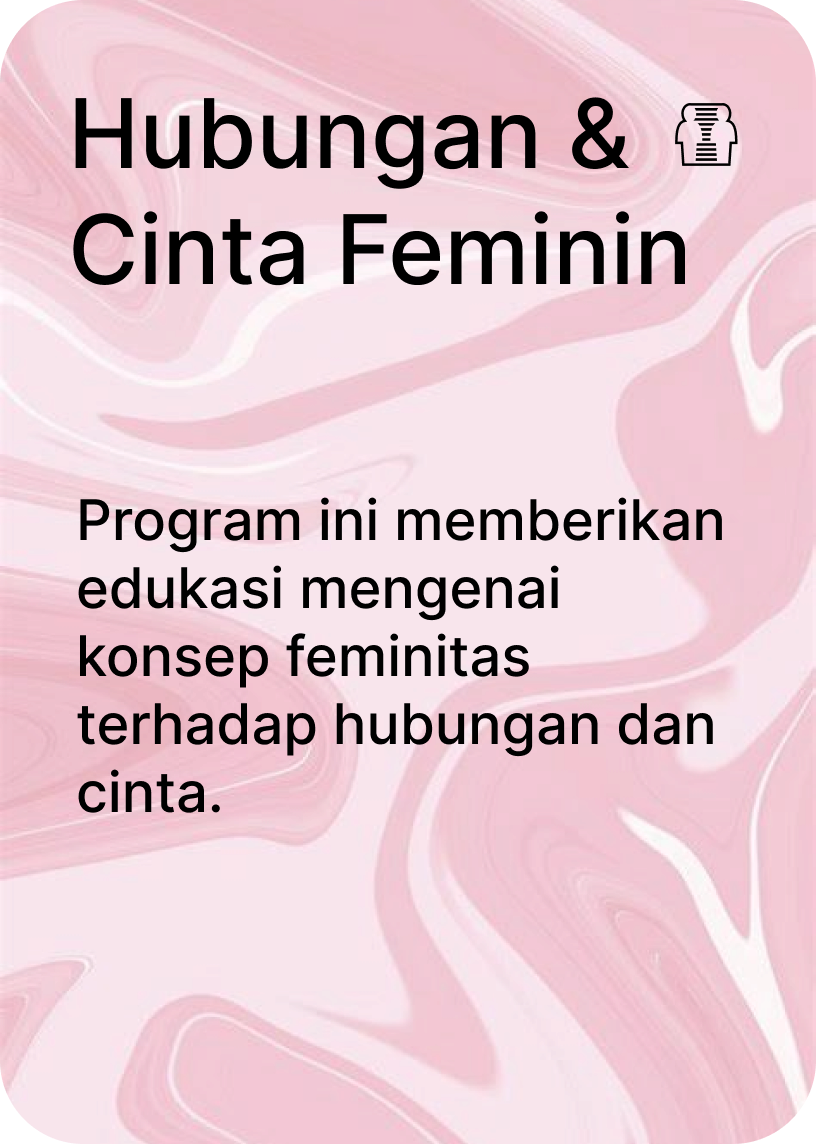 Hubungan &
Cinta Feminin
Program ini memberikan
edukasi mengenai
konsep feminitas
terhadap hubungan dan
cinta.